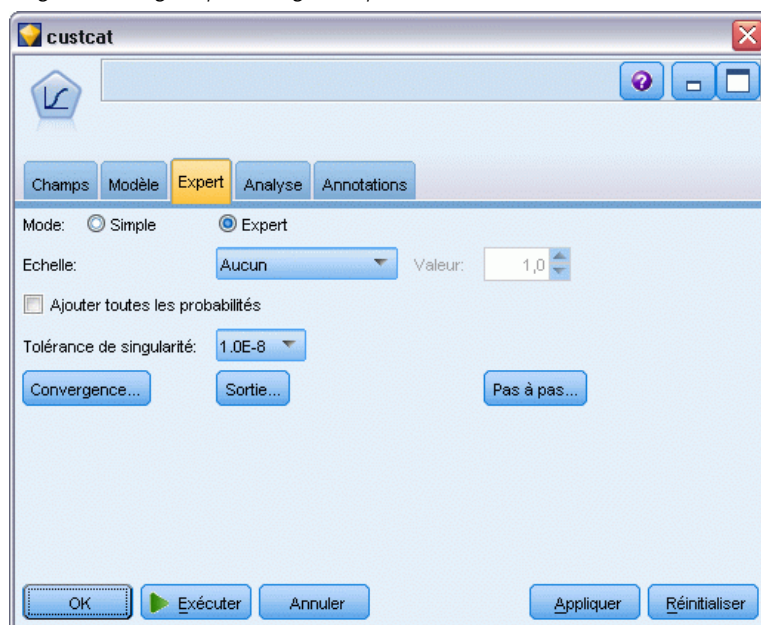 custcat
Champs Modèle Expert Analyse Annotations
Mode: Simple Expert
Echelle: Aucun Valeur: 1,0
Ajouter toutes les probabilités
Tolérance de singularité: 1.0E-8
Convergence... Sortie... Pas à pas...
OK Exécuter Annuler Appliquer Réinitialiser